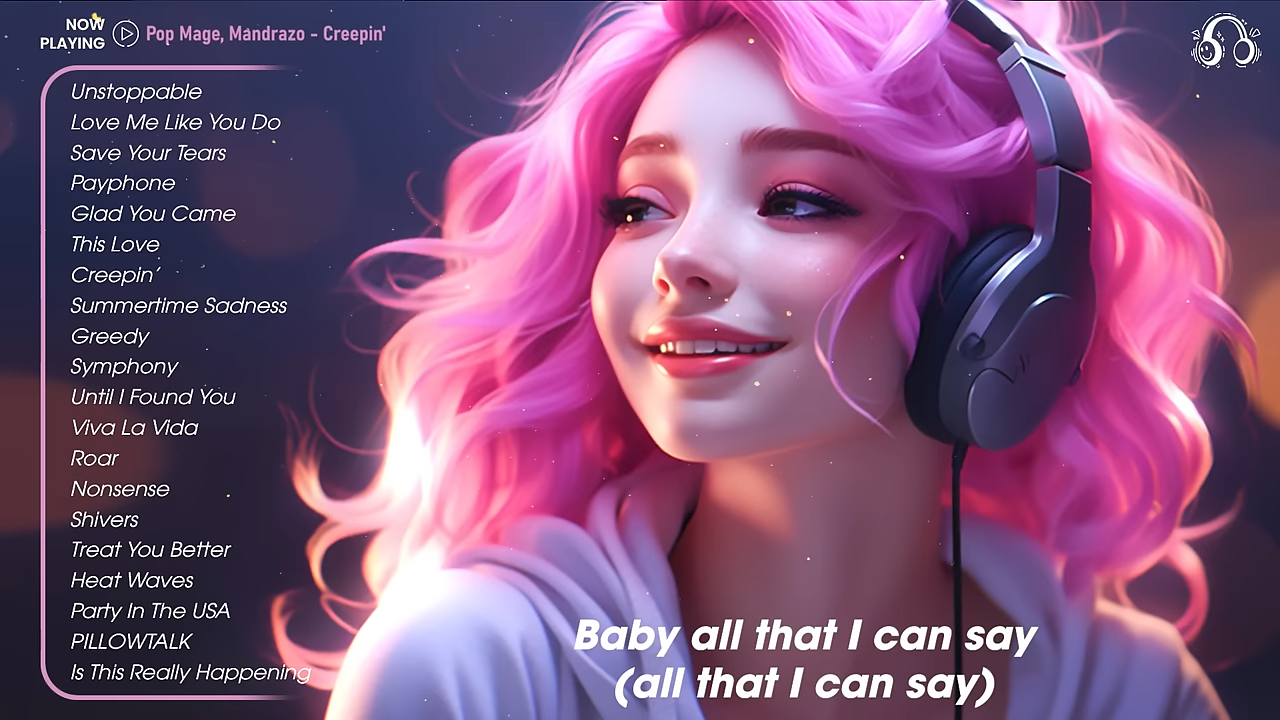 NOW
PLAYING
Pop Mage, Mandrazo - Creepin'
Unstoppable
Love Me Like You Do
Save Your Tears
Payphone
Glad You Came
This Love
Creepin'
Summertime Sadness
Greedy
Symphony
Until I Found You
Viva La Vida
Roar
Nonsense
Shivers
Treat You Better
Heat Waves
Party In The USA
PILLOWTALK
Is This Really Happening
Baby all that I can say
(all that I can say)